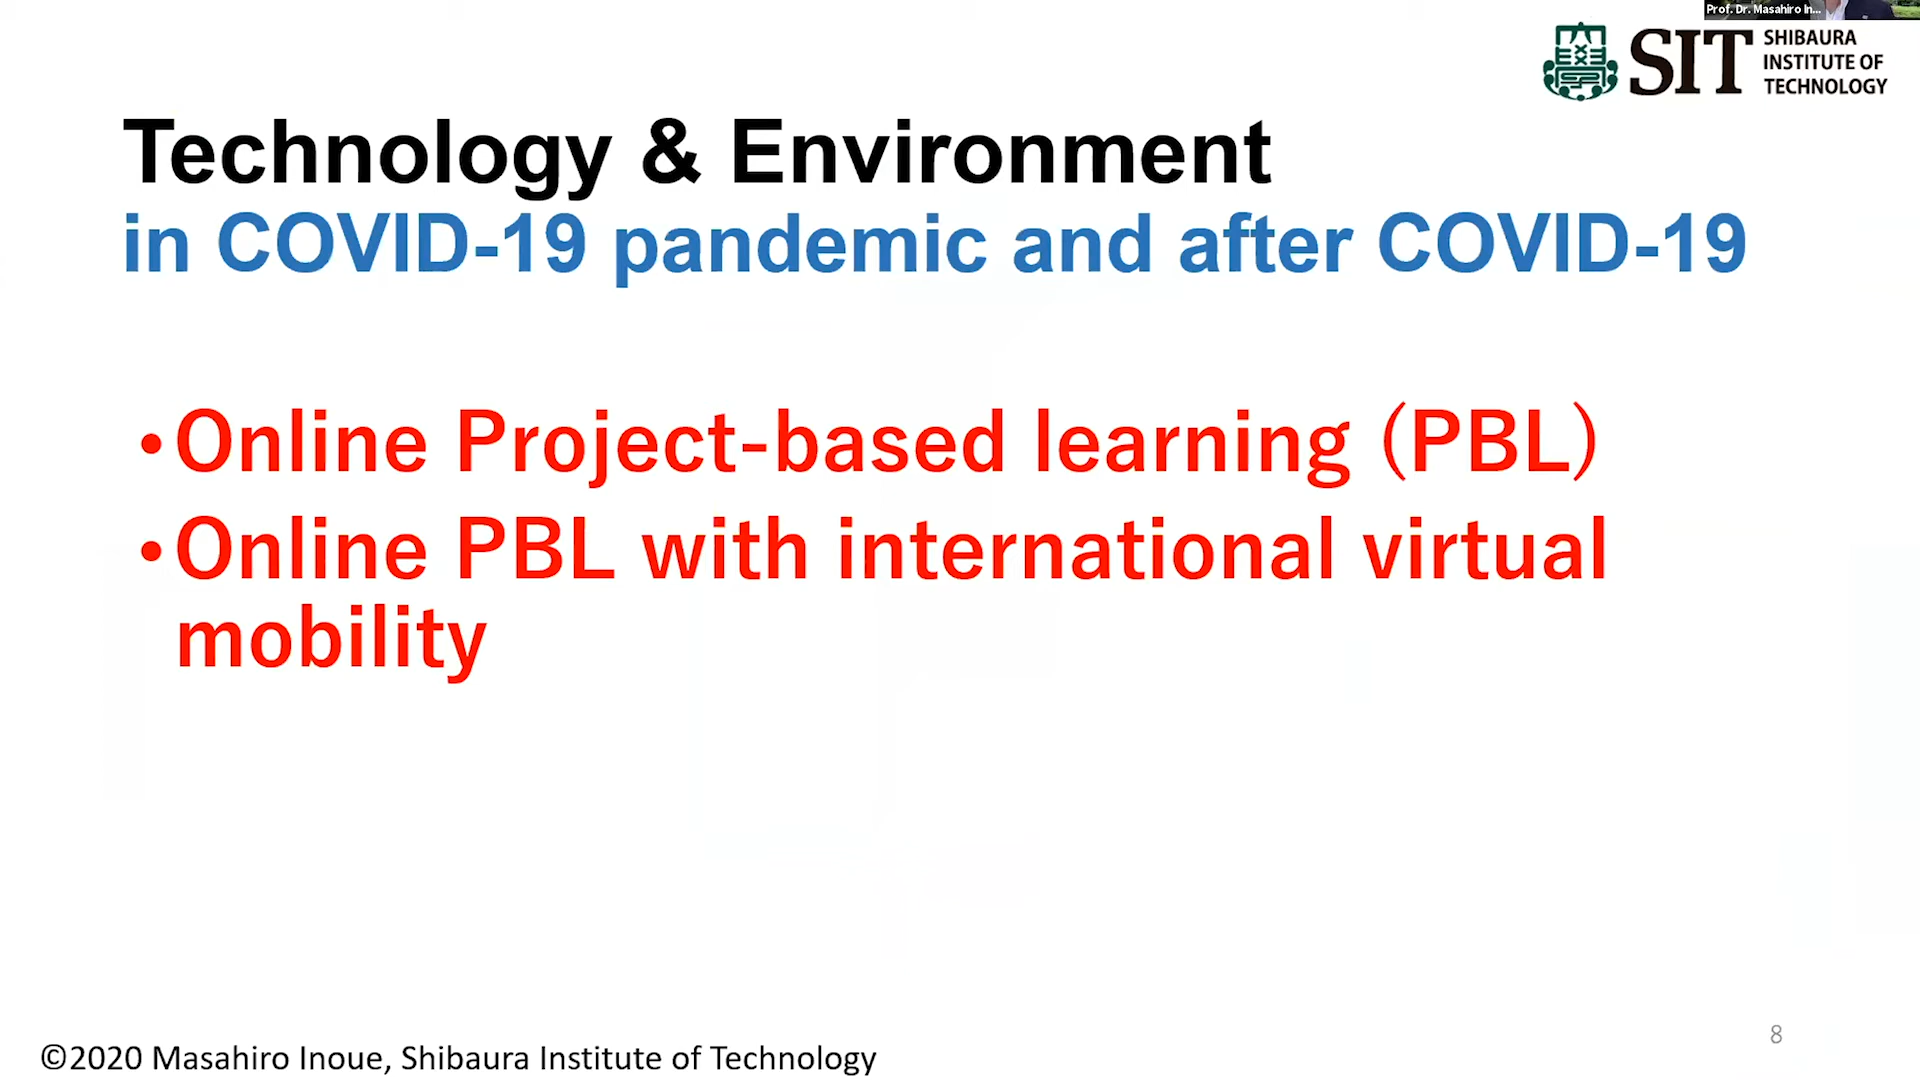 Prof. Dr. Masahiro In...
SIT
SHIBAURA
INSTITUTE OF
TECHNOLOGY
Technology & Environment
in COVID-19 pandemic and after COVID-19
•Online Project-based learning (PBL)
•Online PBL with international virtual
mobility
8
©2020 Masahiro Inoue, Shibaura Institute of Technology